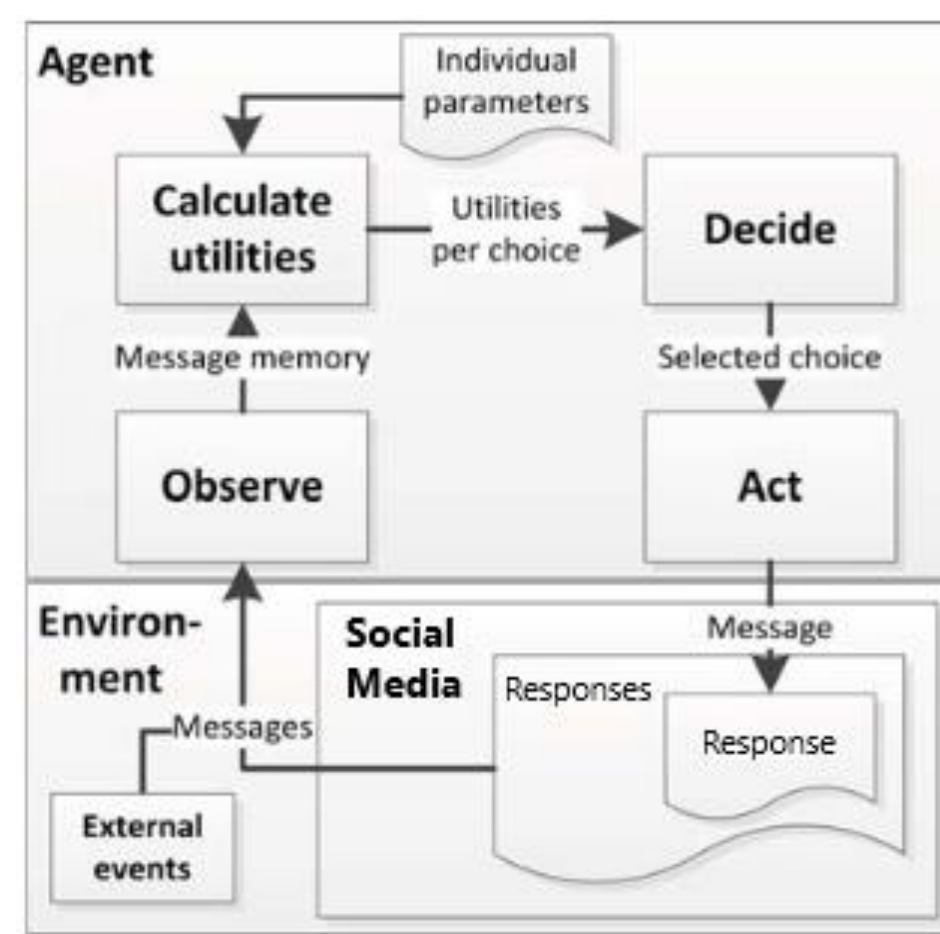 Agent
Individual
parameters
Calculate
utilities
Utilities
per choice
Decide
Message memory
Selected choice
Observe
Act
Environ-
ment
Social
Media
Message
Responses
Response
Messages
External
events